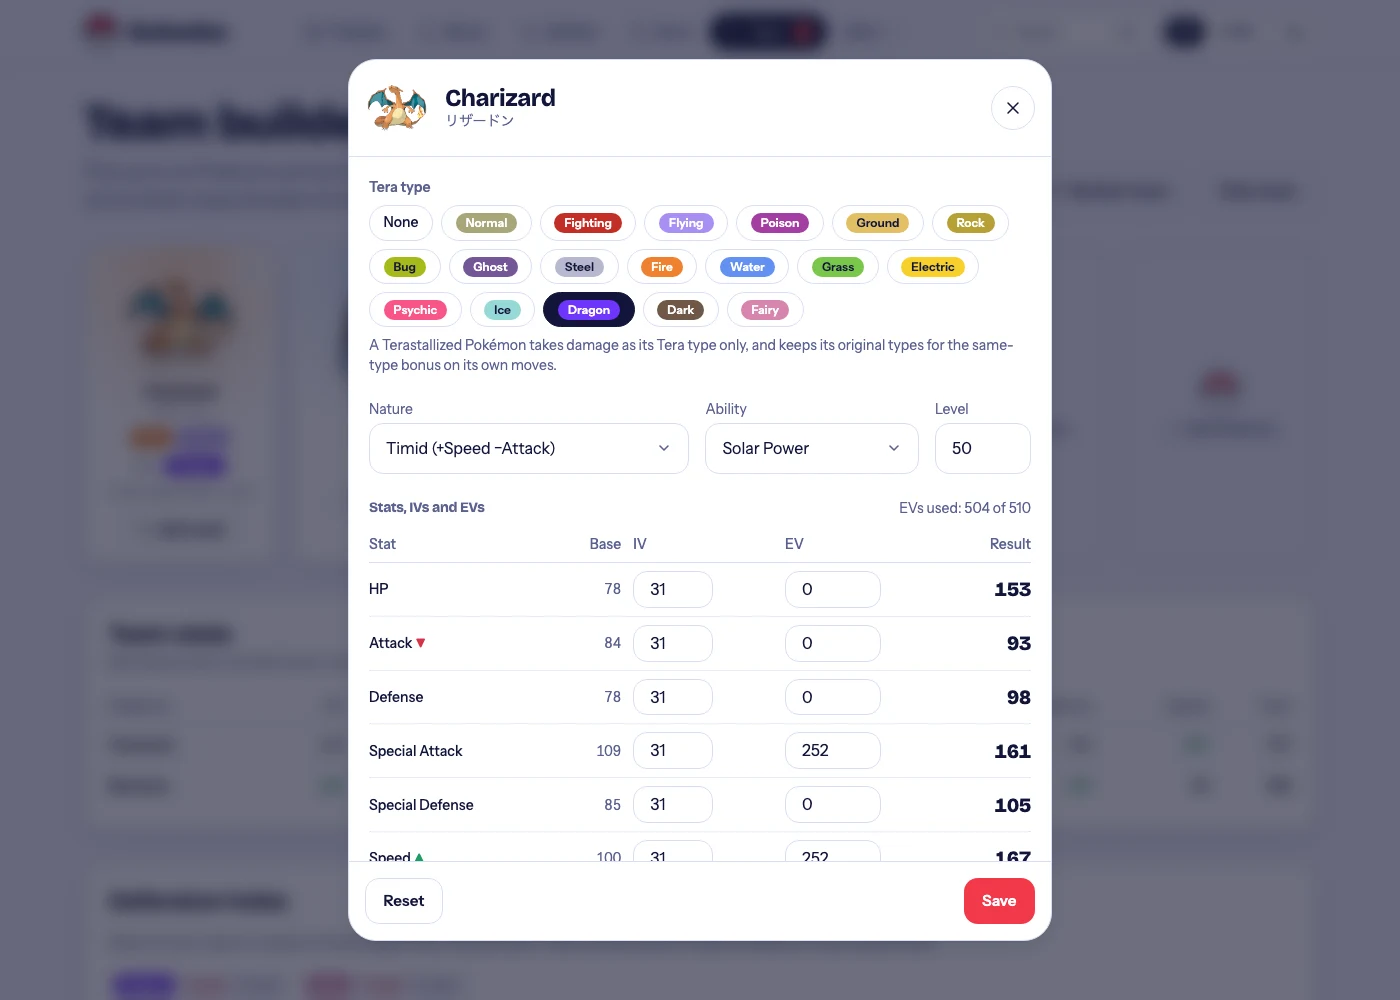 Charizard
リザードン
Tera type
None Normal Fighting Flying Poison Ground Rock
Bug Ghost Steel Fire Water Grass Electric
Psychic Ice Dragon Dark Fairy
A Terastallized Pokémon takes damage as its Tera type only, and keeps its original types for the same-
type bonus on its own moves.
Nature Ability Level
Timid (+Speed −Attack) Solar Power 50
Stats, IVs and EVs EVs used: 504 of 510
Stat Base IV EV Result
HP 78 31 0 153
Attack ▼ 84 31 0 93
Defense 78 31 0 98
Special Attack 109 31 252 161
Special Defense 85 31 0 105
Speed ▲ 100 31 252 167
Reset Save